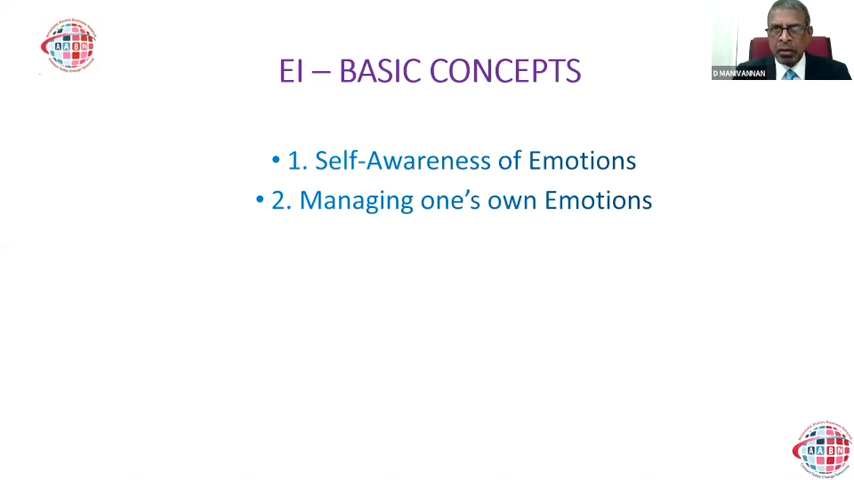 AABN
EI – BASIC CONCEPTS
D MANIVANNAN
• 1. Self-Awareness of Emotions
• 2. Managing one’s own Emotions
AABN